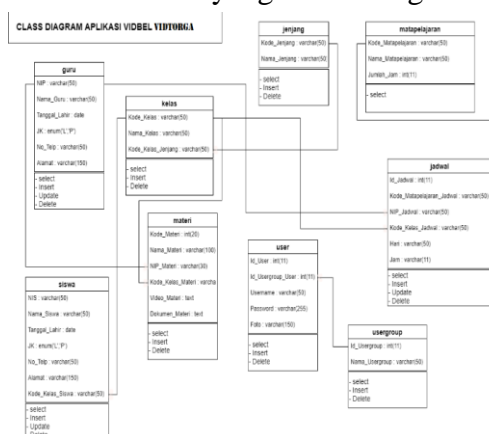 CLASS DIAGRAM APLIKASI VIDBEL VIDTORGA
guru
NIP : varchar(50)
Nama_Guru : varchar(50)
Tanggal_Lahir : date
JK : enum('L','P')
No_Telp : varchar(50)
Alamat : varchar(150)
- select
- Insert
- Update
- Delete
kelas
Kode_Kelas : varchar(50)
Nama_Kelas : varchar(50)
Kode_Kelas_Jenjang : varchar(50)
- select
- Insert
- Delete
jenjang
Kode_Jenjang : varchar(50)
Nama_Jenjang : varchar(50)
- select
- Insert
- Delete
matapelajaran
Kode_Matapelajaran : varchar(50)
Nama_Matapelajaran : varchar(50)
Jumlah_Jam : int(11)
- select
jadwal
Id_Jadwal : int(11)
Kode_Matapelajaran_Jadwal : varchar(50)
NIP_Jadwal : varchar(50)
Kode_Kelas_Jadwal : varchar(50)
Hari : varchar(50)
Jam : varchar(11)
- select
- Insert
- Update
- Delete
materi
Kode_Materi : int(20)
Nama_Materi : varchar(100)
NIP_Materi : varchar(30)
Kode_Kelas_Materi : varcha
Video_Materi : text
Dokumen_Materi : text
- select
- Insert
- Delete
user
Id_User : int(11)
Id_Usergroup_User : int(11)
Username : varchar(50)
Password : varchar(255)
Foto : varchar(150)
- select
- Insert
- Delete
siswa
NIS : varchar(50)
Nama_Siswa : varchar(50)
Tanggal_Lahir : date
JK : enum('L','P')
No_Telp : varchar(50)
Alamat : varchar(150)
Kode_Kelas_Siswa : varchar(50)
- select
- Insert
- Update
- Delete
usergroup
Id_Usergroup : int(11)
Nama_Usergroup : varchar(50)
- select
- Insert
- Delete